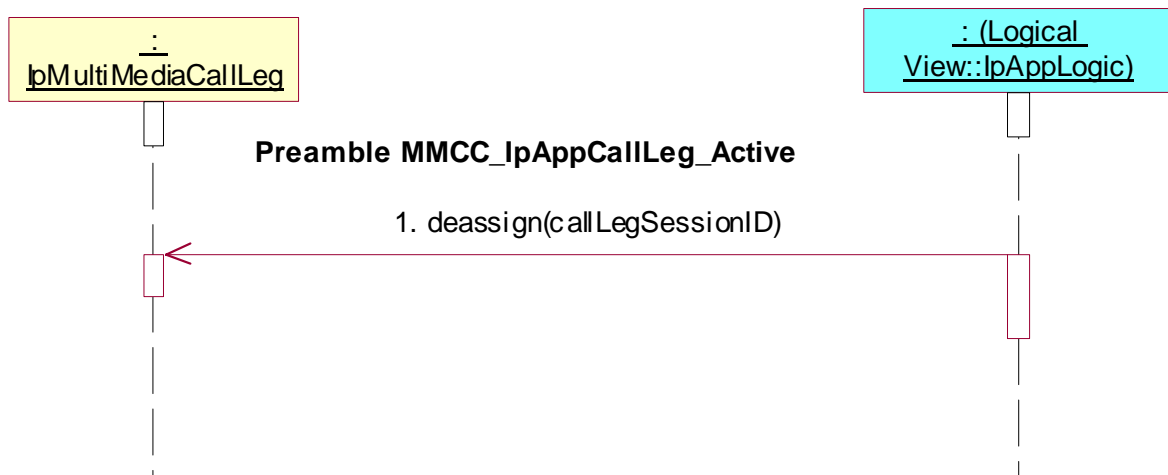 :
IpMultiMediaCallLeg
: (Logical
View::IpAppLogic)
Preamble MMCC_IpAppCallLeg_Active
1. deassign(callLegSessionID)